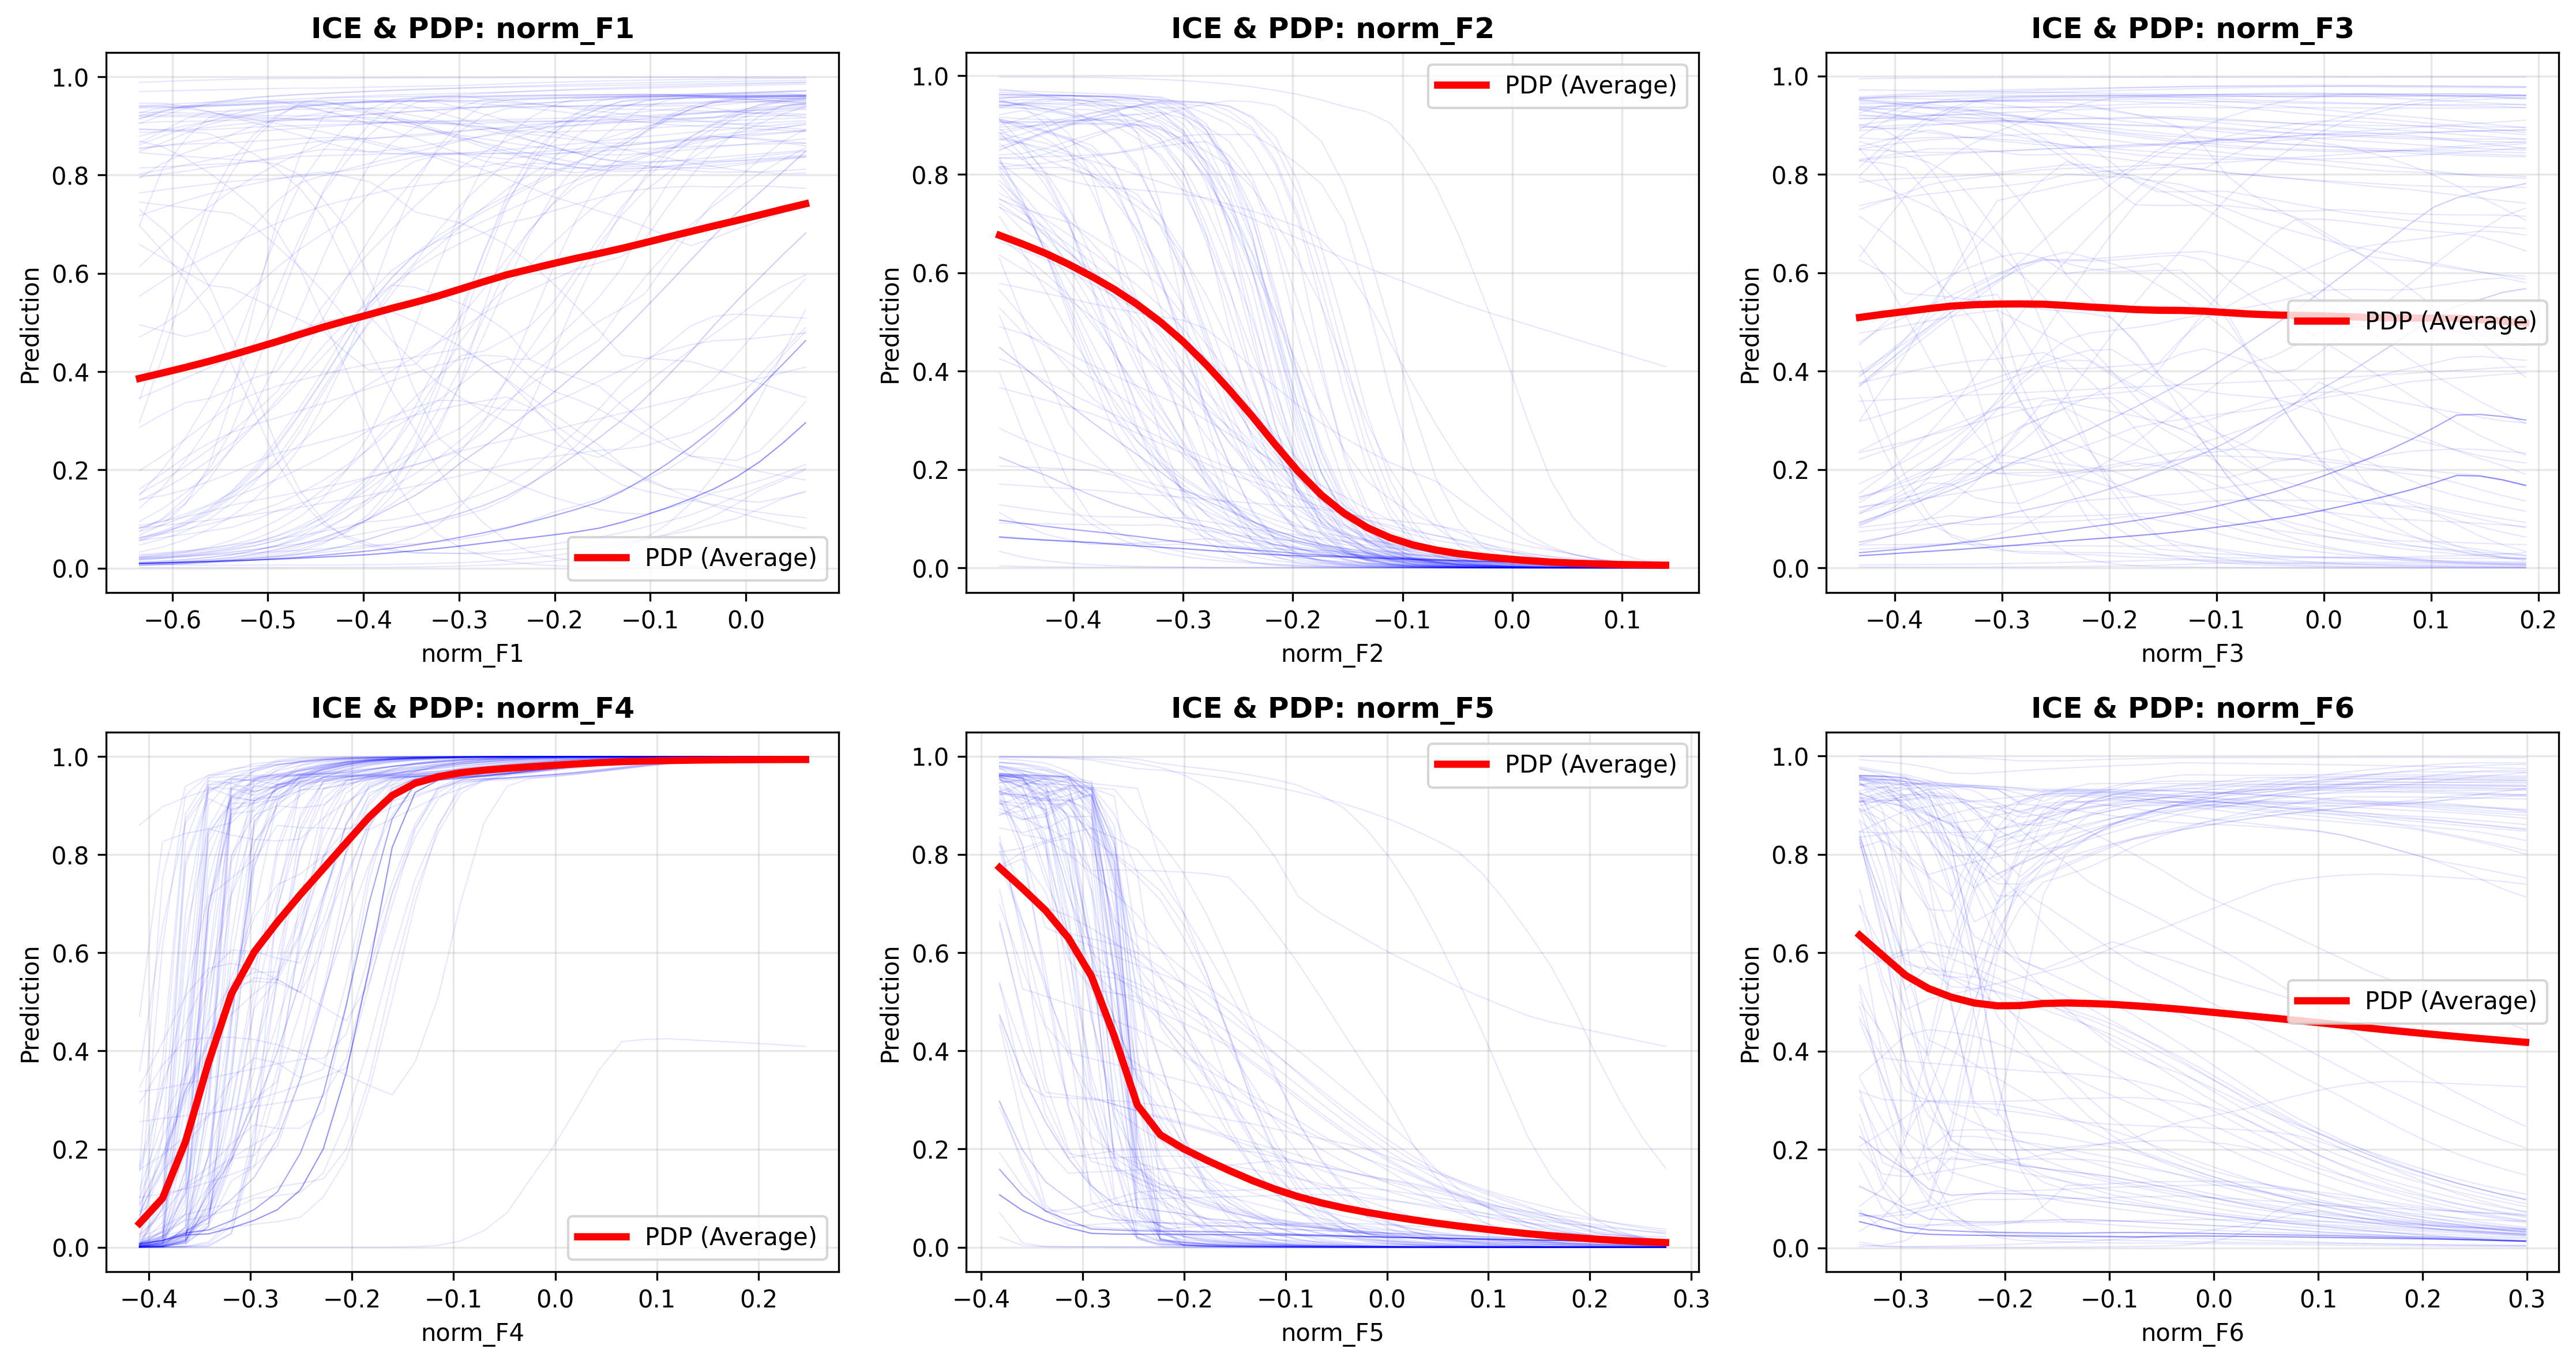 ICE & PDP: norm_F1
1.0
0.8
0.6
0.4
0.2
0.0
Prediction
PDP (Average)
−0.6 −0.5 −0.4 −0.3 −0.2 −0.1 0.0
norm_F1
ICE & PDP: norm_F2
1.0
0.8
0.6
0.4
0.2
0.0
Prediction
PDP (Average)
−0.4 −0.3 −0.2 −0.1 0.0 0.1
norm_F2
ICE & PDP: norm_F3
1.0
0.8
0.6
0.4
0.2
0.0
Prediction
PDP (Average)
−0.4 −0.3 −0.2 −0.1 0.0 0.1 0.2
norm_F3
ICE & PDP: norm_F4
1.0
0.8
0.6
0.4
0.2
0.0
Prediction
PDP (Average)
−0.4 −0.3 −0.2 −0.1 0.0 0.1 0.2
norm_F4
ICE & PDP: norm_F5
1.0
0.8
0.6
0.4
0.2
0.0
Prediction
PDP (Average)
−0.4 −0.3 −0.2 −0.1 0.0 0.1 0.2 0.3
norm_F5
ICE & PDP: norm_F6
1.0
0.8
0.6
0.4
0.2
0.0
Prediction
PDP (Average)
−0.3 −0.2 −0.1 0.0 0.1 0.2 0.3
norm_F6